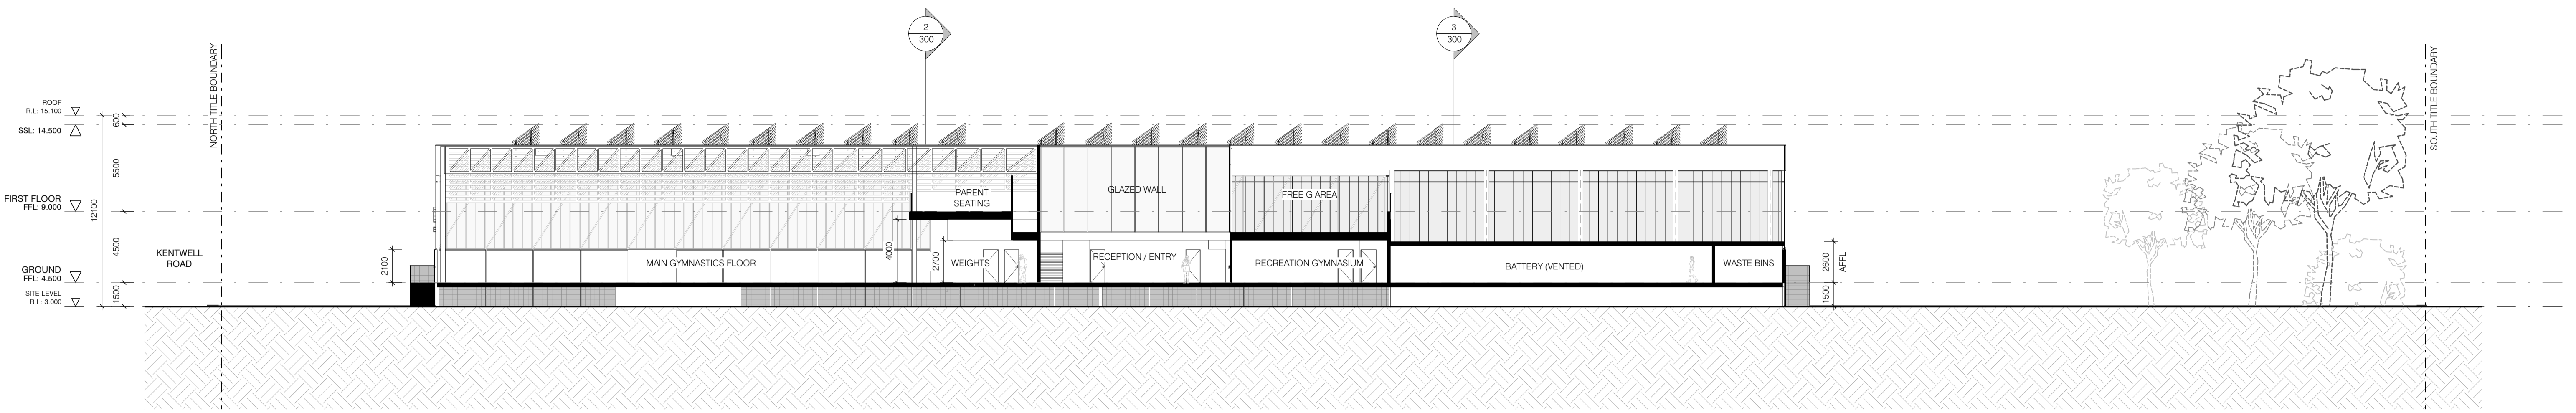 2
300
3
300
NORTH TITLE BOUNDARY
SOUTH TITLE BOUNDARY
ROOF
R.L: 15.100
SSL: 14.500
FIRST FLOOR
FFL: 9.000
GROUND
FFL: 4.500
SITE LEVEL
R.L: 3.000
600
5500
12100
4500
1500
KENTWELL
ROAD
2100
MAIN GYMNASTICS FLOOR
PARENT
SEATING
4000
2700
WEIGHTS
GLAZED WALL
RECEPTION / ENTRY
FREE G AREA
RECREATION GYMNASIUM
BATTERY (VENTED)
WASTE BINS
2600
AFFL
1500